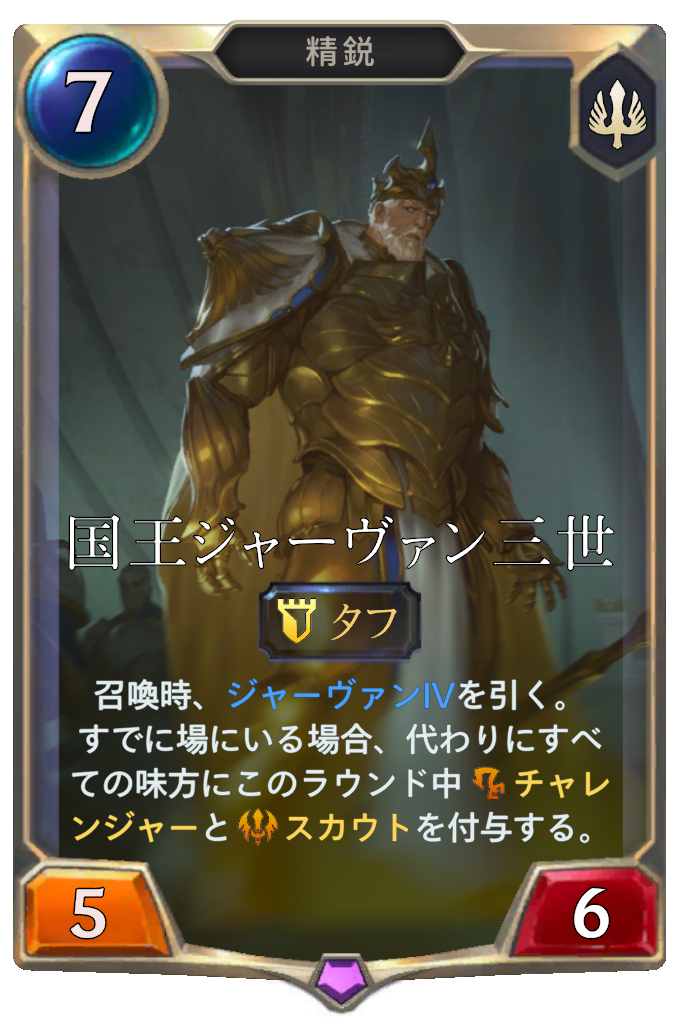 7
精鋭
国王ジャーヴァン三世
タフ
召喚時、ジャーヴァンIVを引く。
すでに場にいる場合、代わりにすべ
ての味方にこのラウンド中チャレ
ンジャーとスカウトを付与する。
5
6